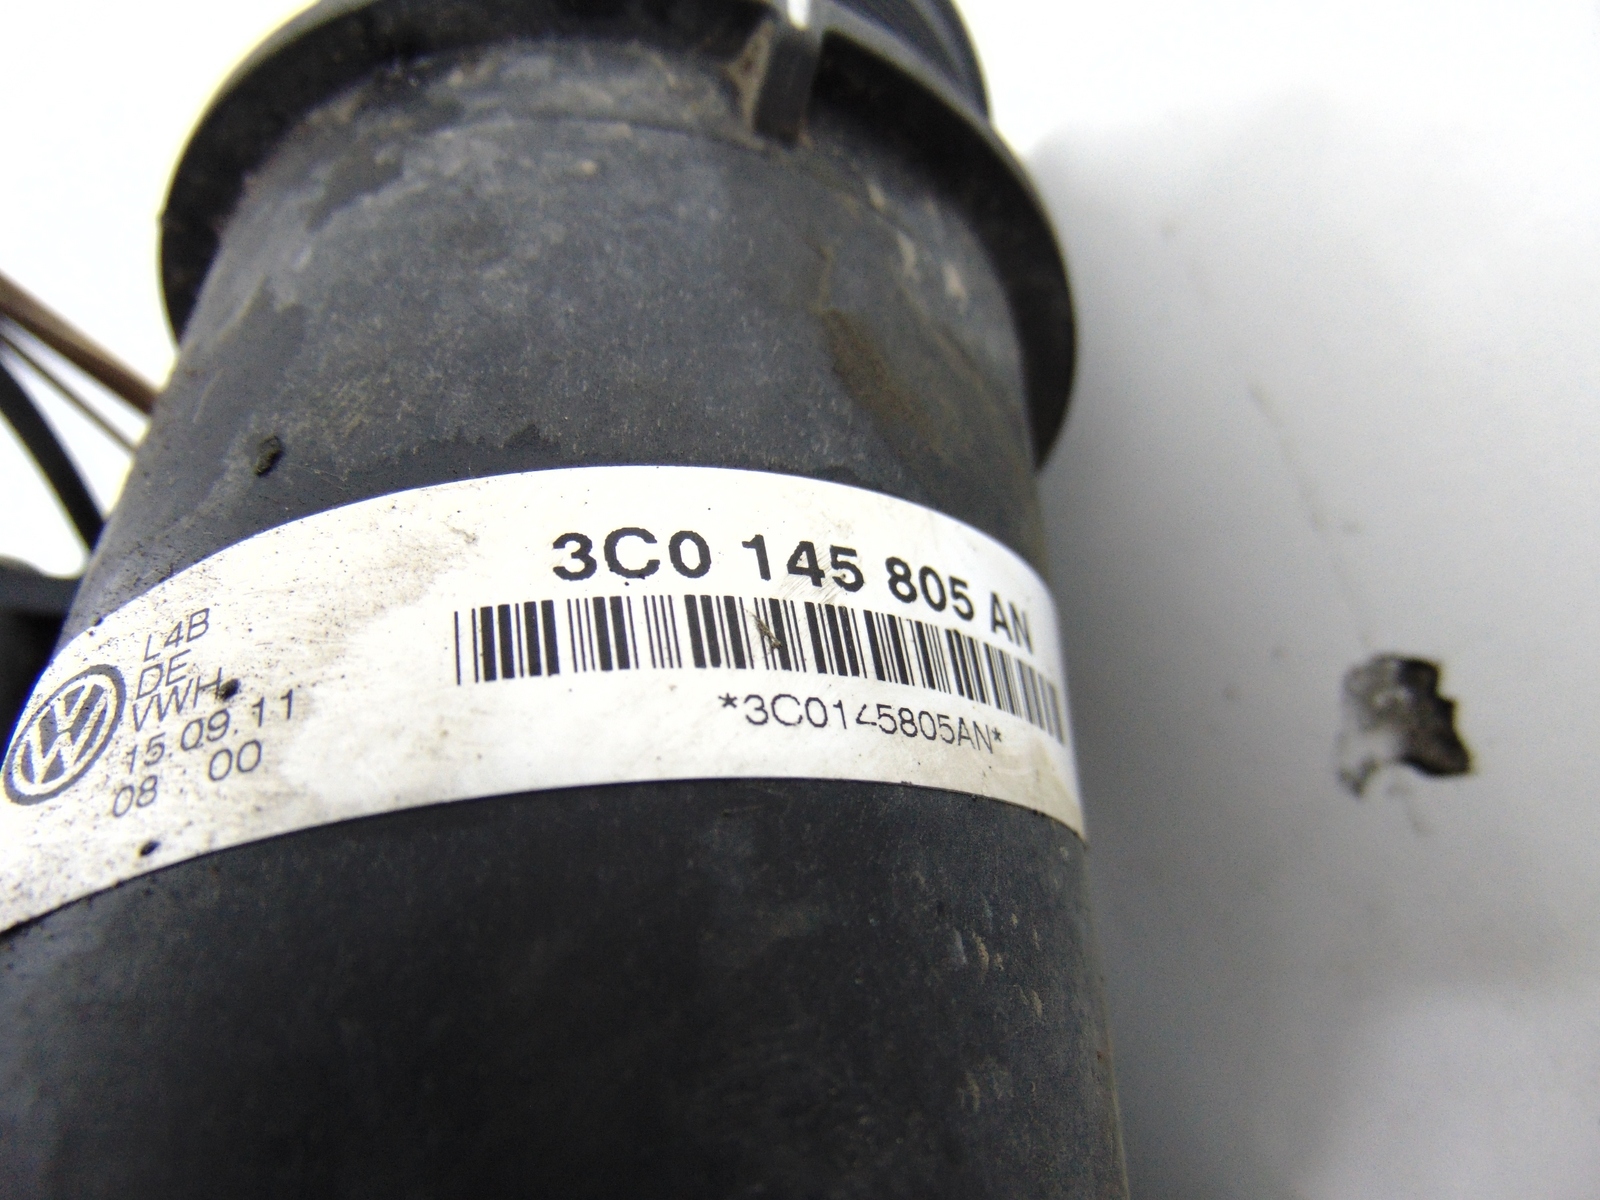 3C0 145 805 AN
*3C0145805AN*
L4B
DE
VWH
15.09.11
08 00